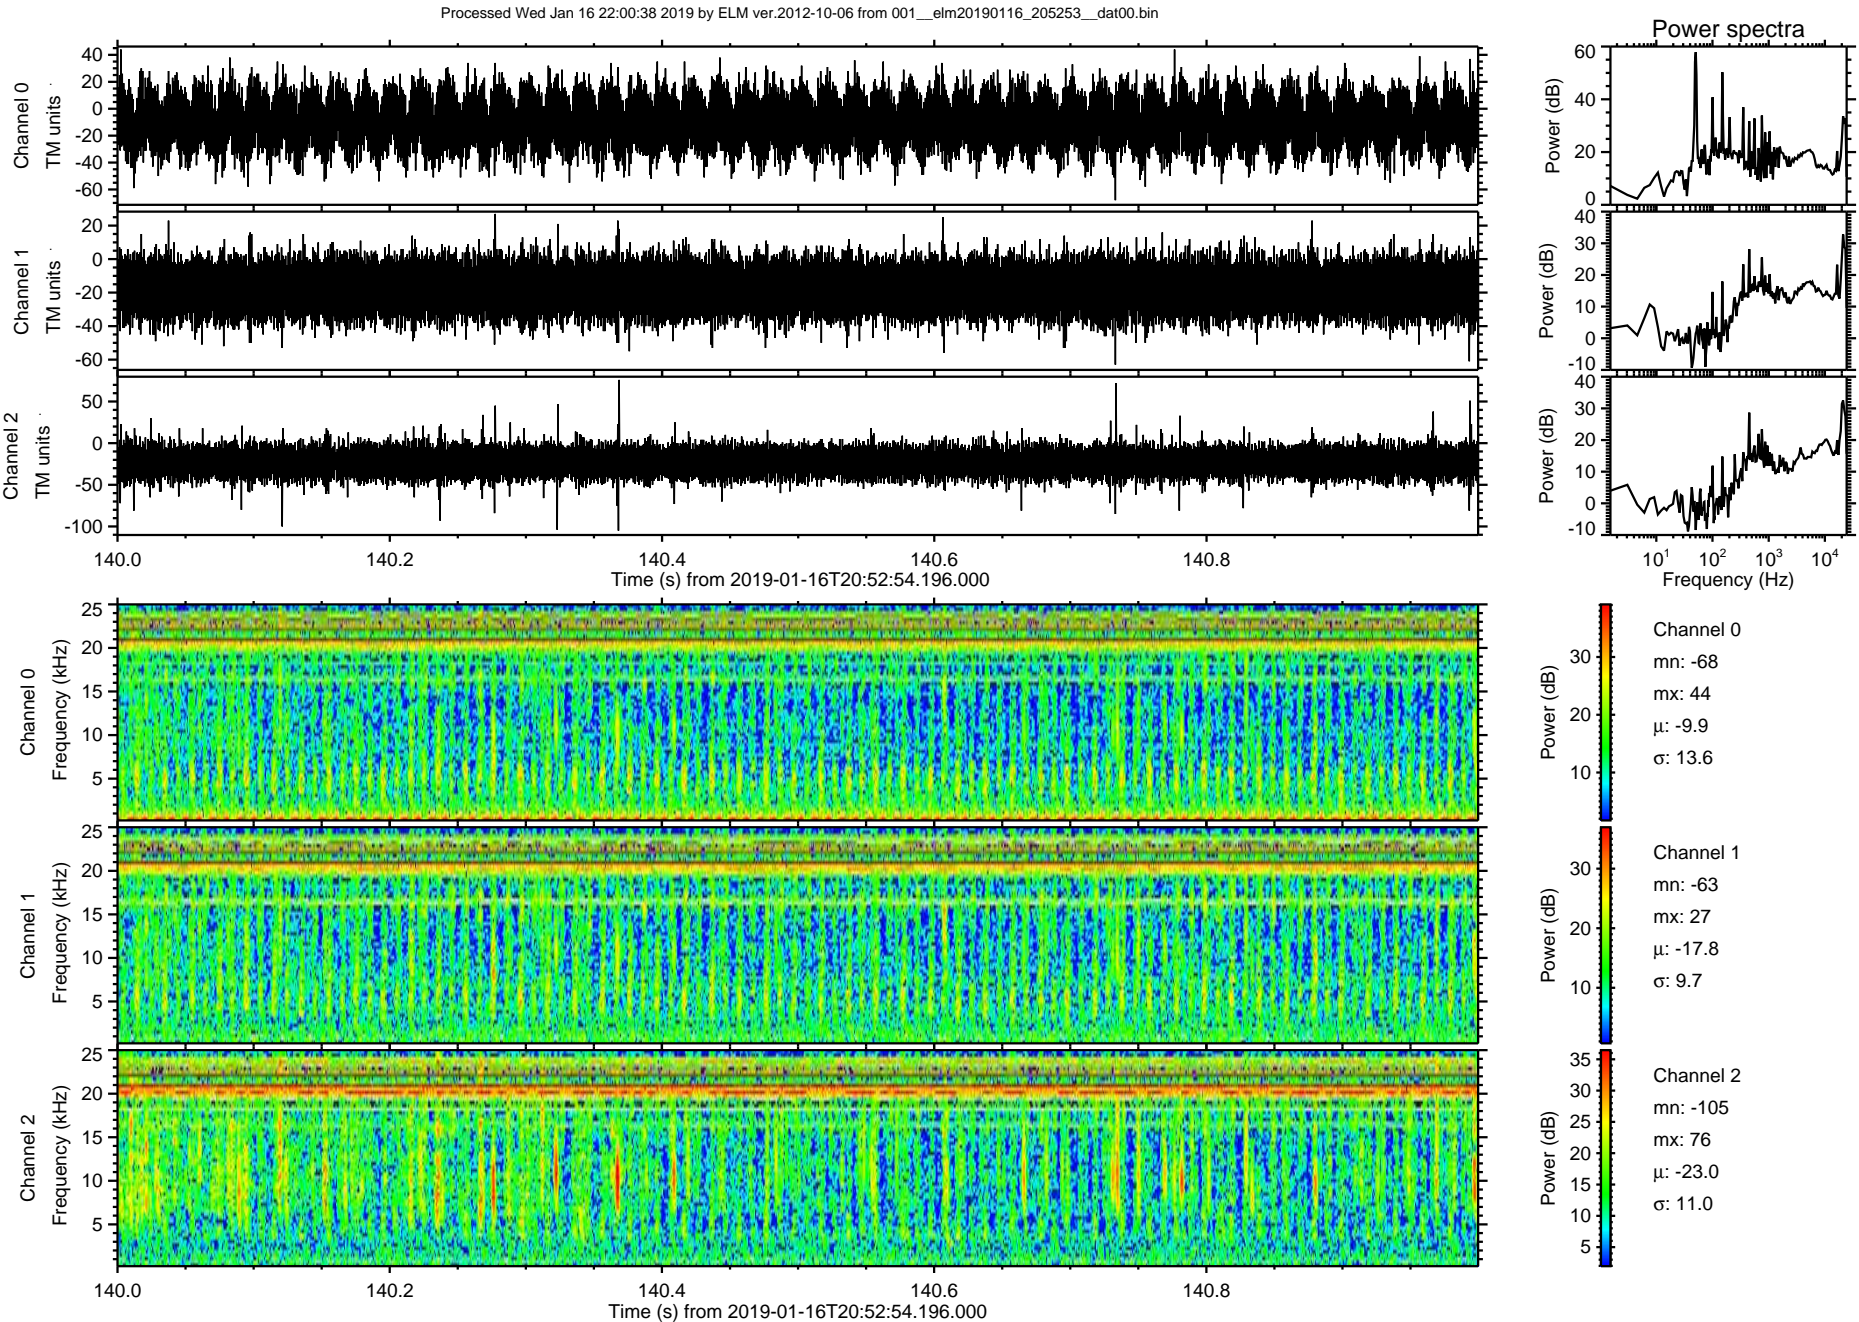 Processed Wed Jan 16 22:00:38 2019 by ELM ver.2012-10-06 from 001__elm20190116_205253__dat00.bin
Power spectra
Channel 0
TM units
40
20
0
-20
-40
-60
Power (dB)
60
40
20
0
Channel 1
TM units
20
0
-20
-40
-60
Power (dB)
40
30
20
10
0
-10
Channel 2
TM units
50
0
-50
-100
Power (dB)
40
30
20
10
0
-10
140.0 140.2 140.4 140.6 140.8
Time (s) from 2019-01-16T20:52:54.196.000
10¹ 10² 10³ 10⁴
Frequency (Hz)
Channel 0
Frequency (kHz)
25
20
15
10
5
Power (dB)
30
20
10
Channel 0
mn: -68
mx: 44
μ: -9.9
σ: 13.6
Channel 1
Frequency (kHz)
25
20
15
10
5
Power (dB)
30
20
10
Channel 1
mn: -63
mx: 27
μ: -17.8
σ: 9.7
Channel 2
Frequency (kHz)
25
20
15
10
5
Power (dB)
35
30
25
20
15
10
5
Channel 2
mn: -105
mx: 76
μ: -23.0
σ: 11.0
140.0 140.2 140.4 140.6 140.8
Time (s) from 2019-01-16T20:52:54.196.000